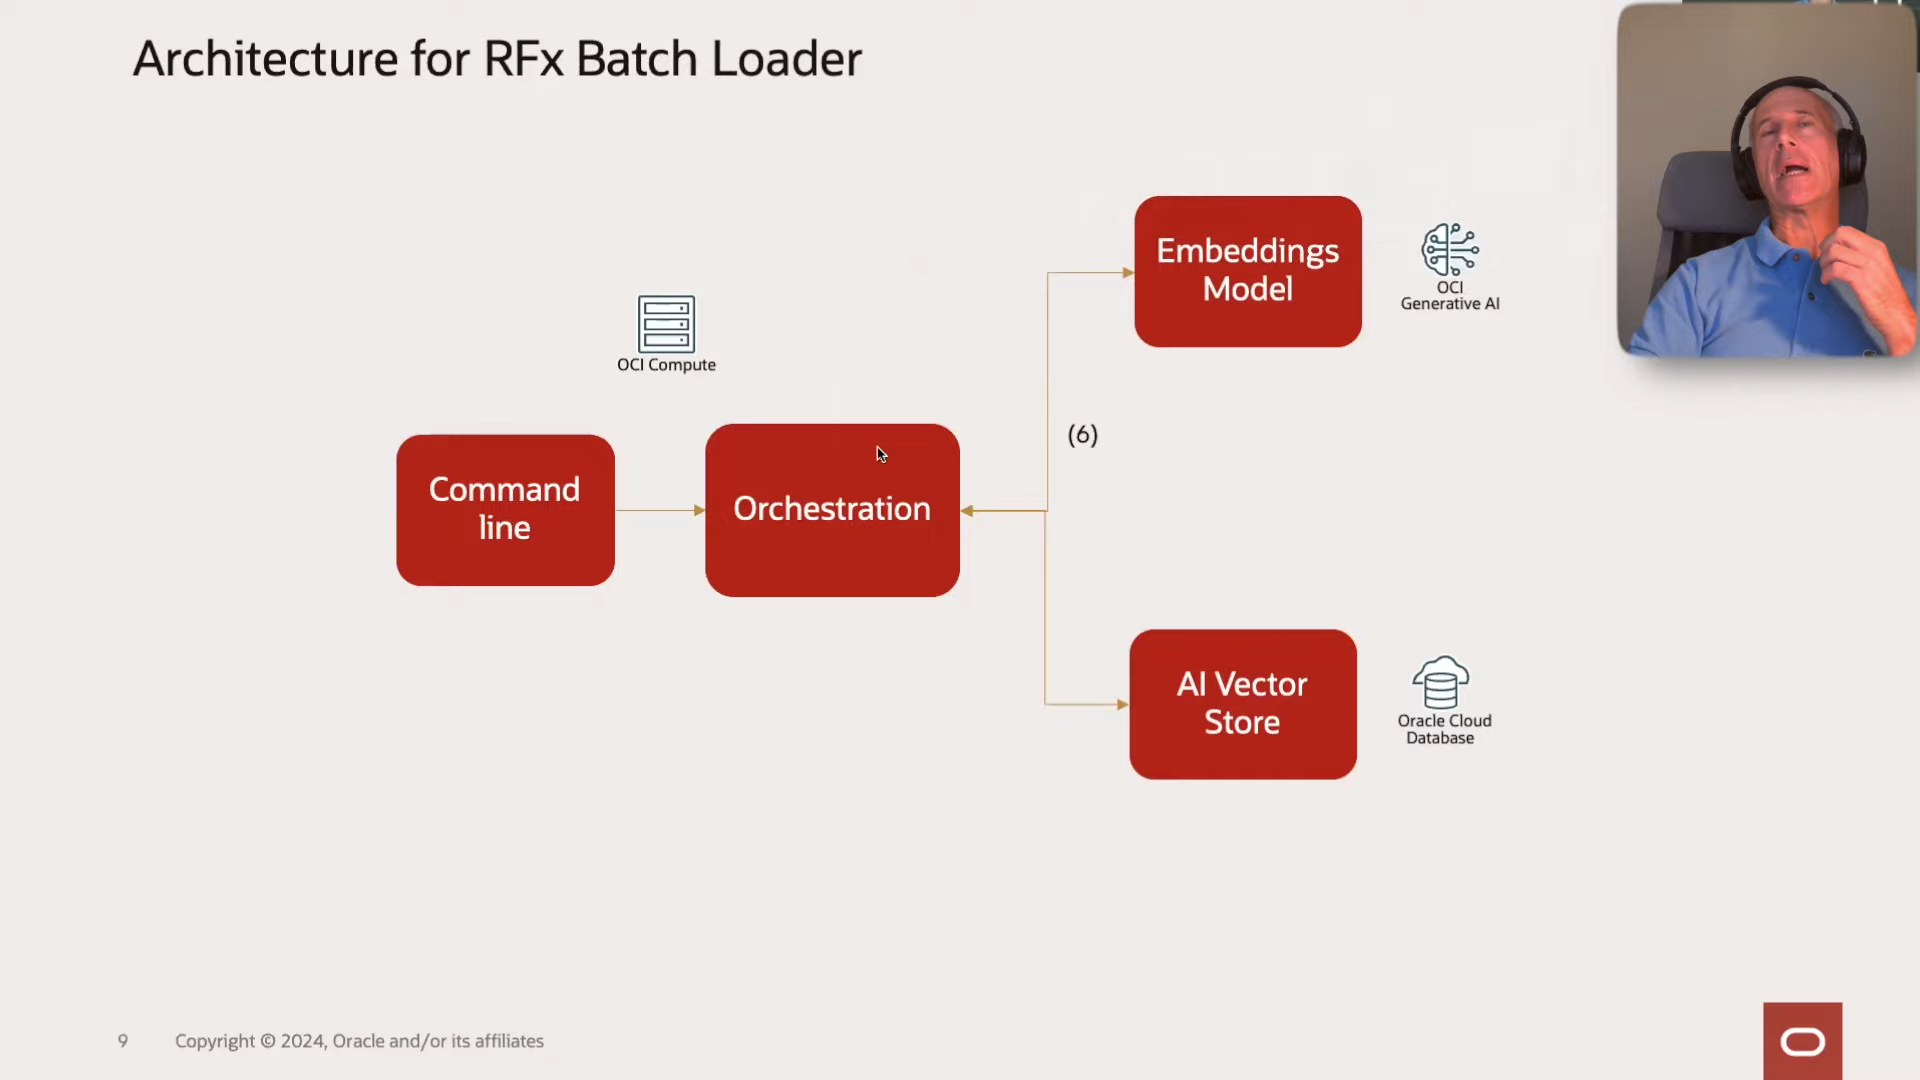 Architecture for RFx Batch Loader
Embeddings
Model
OCI
Generative AI
OCI Compute
(6)
Command
line
Orchestration
AI Vector
Store
Oracle Cloud
Database
9
Copyright © 2024, Oracle and/or its affiliates